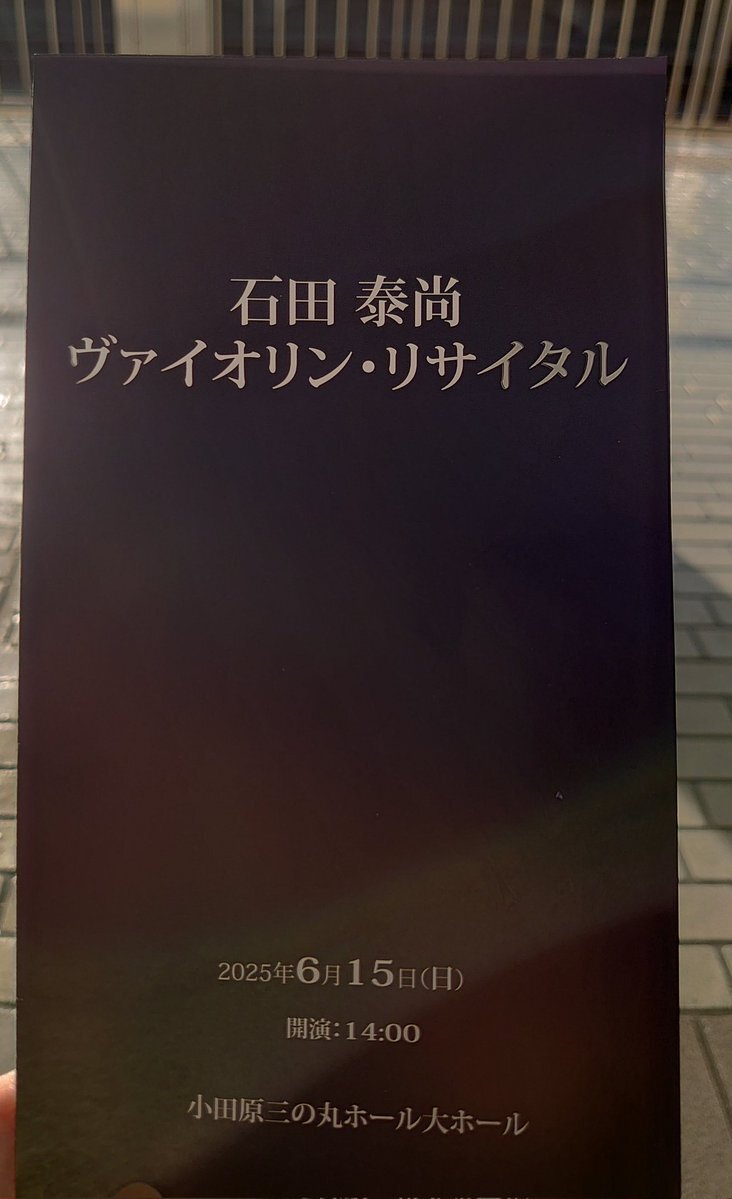 石田 泰尚
ヴァイオリン・リサイタル
2025年6月15日(日)
開演:14:00
小田原三の丸ホール大ホール